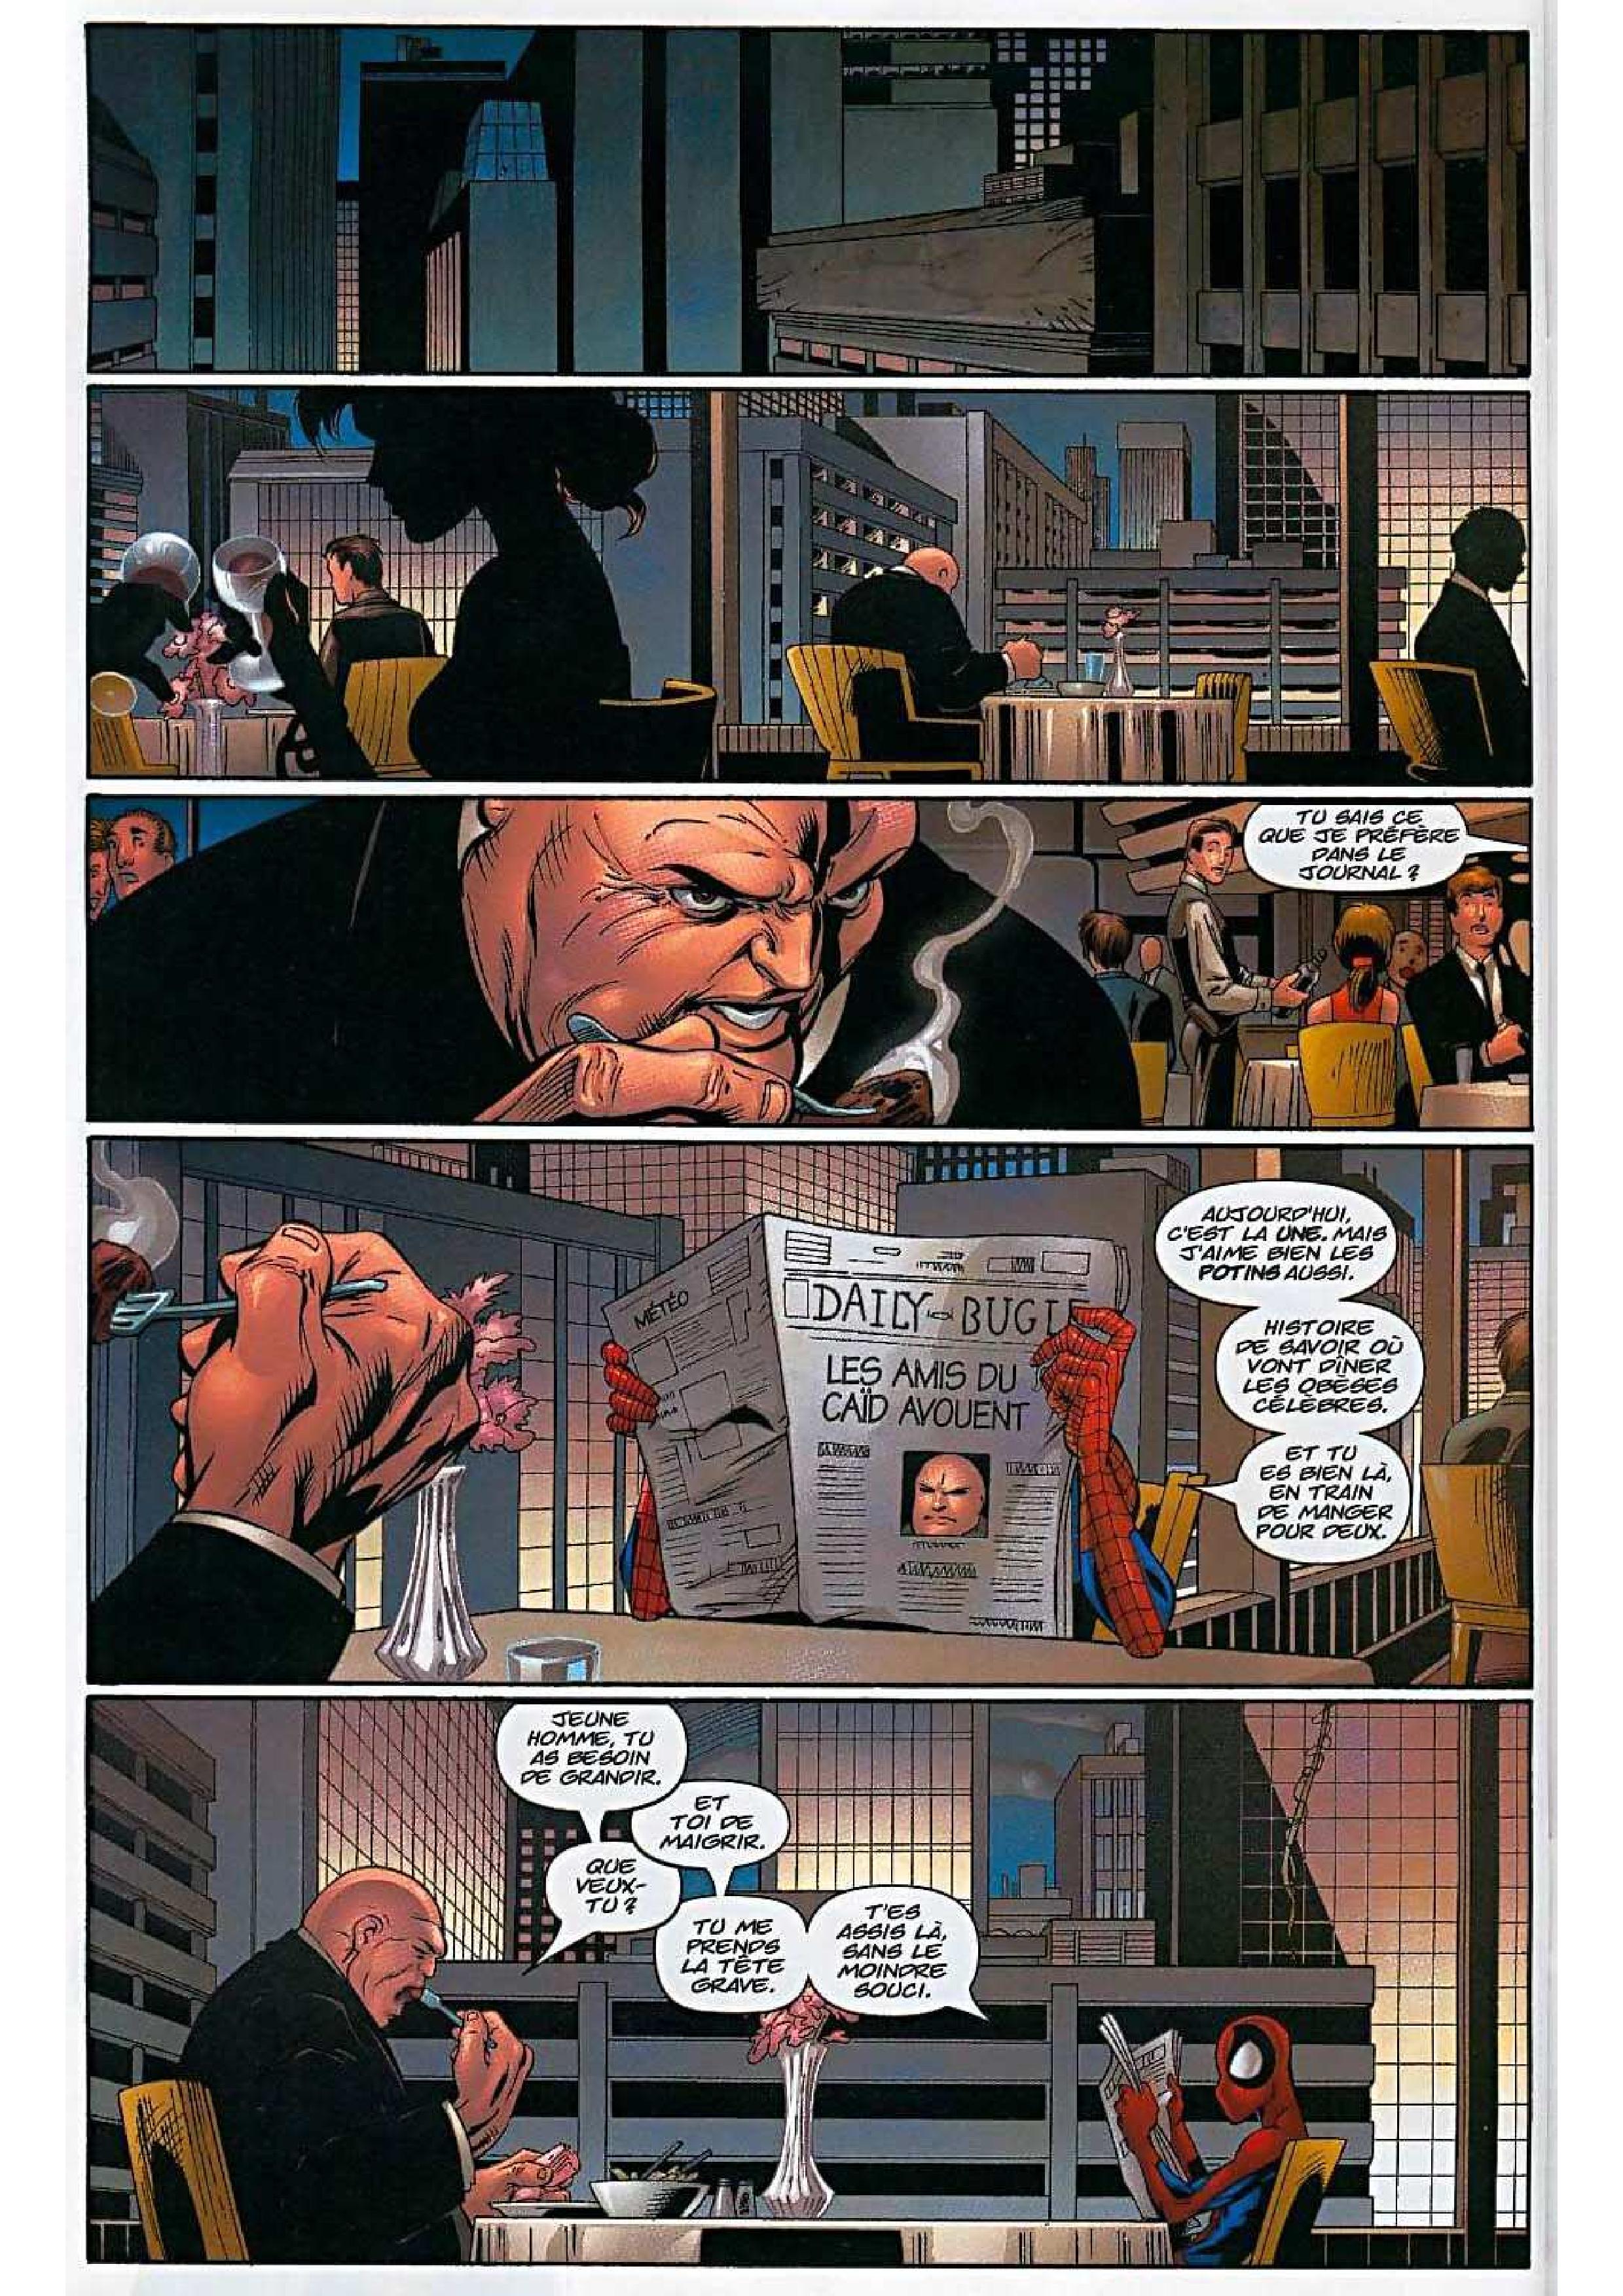 TU SAIS CE
QUE JE PRÉFÈRE
DANS LE
JOURNAL ?
AUJOURD'HUI,
C'EST LA UNE. MAIS
J'AIME BIEN LES
POTINS AUSSI.
HISTOIRE
DE SAVOIR OÙ
VONT DÎNER
LES OBÈSES
CÉLÈBRES.
ET TU
ES BIEN LÀ,
EN TRAIN
DE MANGER
POUR DEUX.
MÉTÉO
DAILY BUGLE
LES AMIS DU
CAÏD AVOUENT
JEUNE
HOMME, TU
AS BESOIN
DE GRANDIR.
ET
TOI DE
MAIGRIR.
QUE
VEUX-
TU ?
TU ME
PRENDS
LA TÊTE
GRAVE.
T'ES
ASSIS LÀ,
SANS LE
MOINDRE
SOUCI.